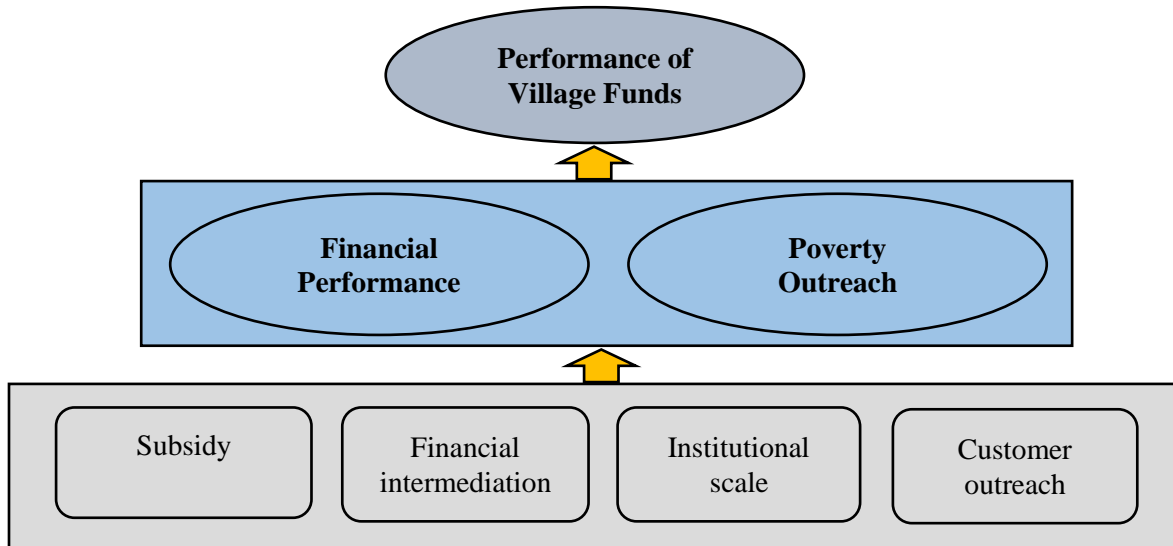 Performance of
Village Funds
Financial
Performance
Poverty
Outreach
Subsidy
Financial
intermediation
Institutional
scale
Customer
outreach